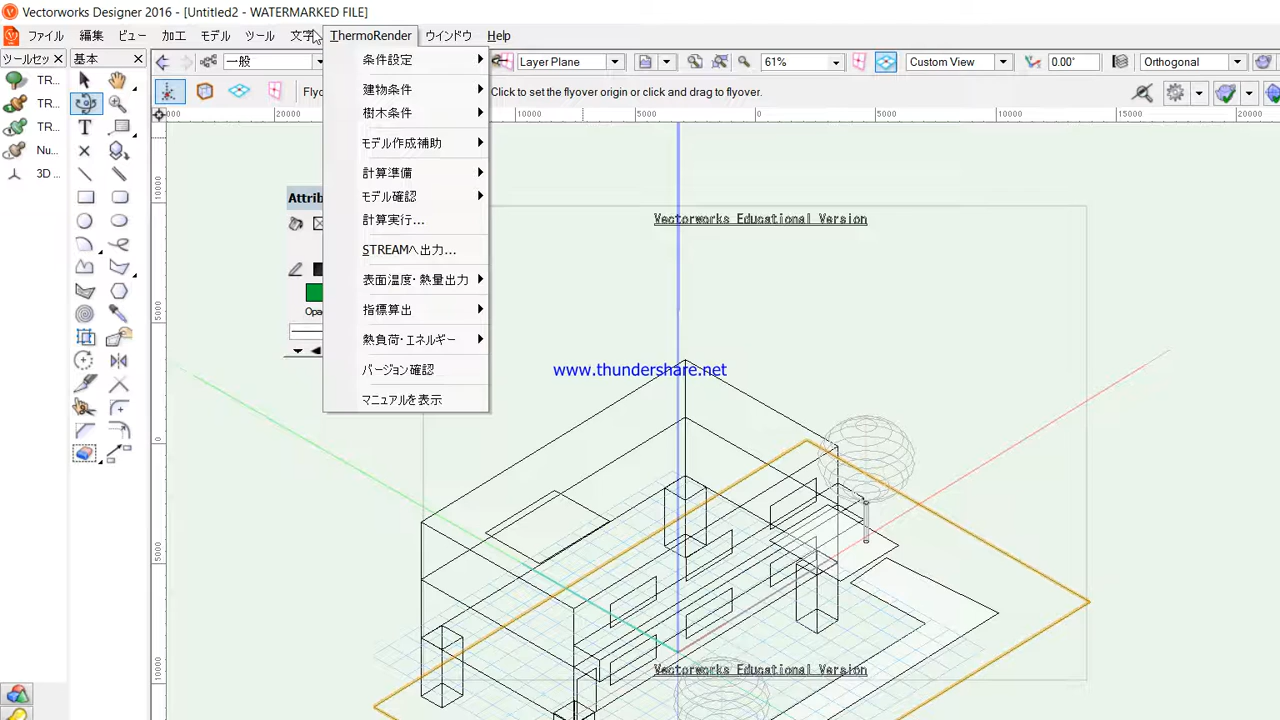 Vectorworks Designer 2016 - [Untitled2 - WATERMARKED FILE]
ファイル 編集 ビュー 加工 モデル ツール 文字 ThermoRender ウインドウ Help
ツールセッ × 基本 × 一般 Layer Plane 61% Custom View 0.00° Orthogonal
Flyo Click to set the flyover origin or click and drag to flyover.
TR...
TR...
TR...
Nu...
3D ...
000 20000 10000 5000 0 5000 10000 15000 20000
10000
5000
0
5000
10000
Attrib
Opa
条件設定
建物条件
樹木条件
モデル作成補助
計算準備
モデル確認
計算実行...
STREAMへ出力...
表面温度・熱量出力
指標算出
熱負荷・エネルギー
バージョン確認
マニュアルを表示
Vectorworks Educational Version
www.thundershare.net
Vectorworks Educational Version